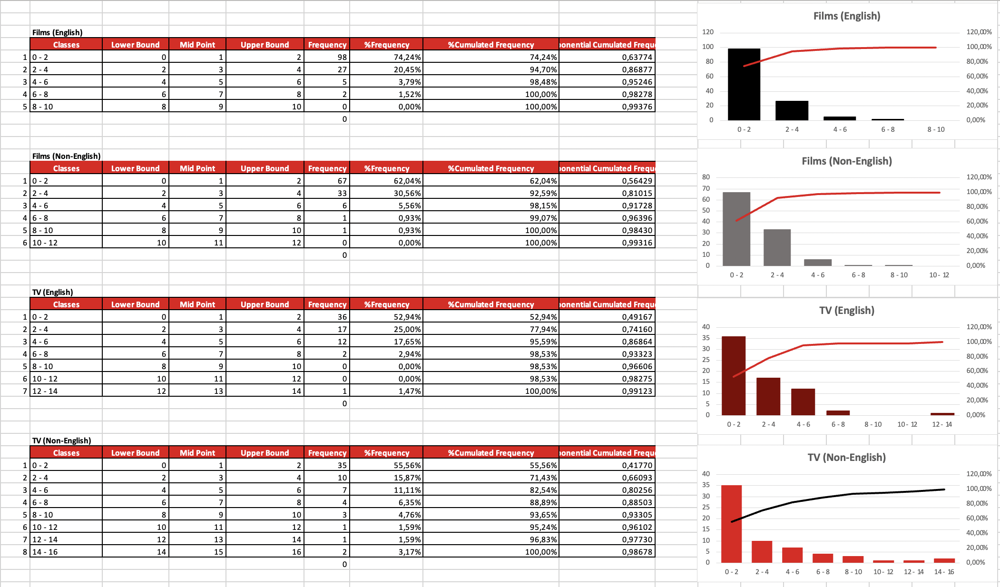 Films (English)
Classes Lower Bound Mid Point Upper Bound Frequency %Frequency %Cumulated Frequency ponential Cumulated Frequ
1 0 - 2 0 1 2 98 74,24% 74,24% 0,63774
2 2 - 4 2 3 4 27 20,45% 94,70% 0,86877
3 4 - 6 4 5 6 5 3,79% 98,48% 0,95246
4 6 - 8 6 7 8 2 1,52% 100,00% 0,98278
5 8 - 10 8 9 10 0 0,00% 100,00% 0,99376
0
Films (Non-English)
Classes Lower Bound Mid Point Upper Bound Frequency %Frequency %Cumulated Frequency ponential Cumulated Frequ
1 0 - 2 0 1 2 67 62,04% 62,04% 0,56429
2 2 - 4 2 3 4 33 30,56% 92,59% 0,81015
3 4 - 6 4 5 6 6 5,56% 98,15% 0,91728
4 6 - 8 6 7 8 1 0,93% 99,07% 0,96396
5 8 - 10 8 9 10 1 0,93% 100,00% 0,98430
6 10 - 12 10 11 12 0 0,00% 100,00% 0,99316
0
TV (English)
Classes Lower Bound Mid Point Upper Bound Frequency %Frequency %Cumulated Frequency ponential Cumulated Frequ
1 0 - 2 0 1 2 36 52,94% 52,94% 0,49167
2 2 - 4 2 3 4 17 25,00% 77,94% 0,74160
3 4 - 6 4 5 6 12 17,65% 95,59% 0,86864
4 6 - 8 6 7 8 2 2,94% 98,53% 0,93323
5 8 - 10 8 9 10 0 0,00% 98,53% 0,96606
6 10 - 12 10 11 12 0 0,00% 98,53% 0,98275
7 12 - 14 12 13 14 1 1,47% 100,00% 0,99123
0
TV (Non-English)
Classes Lower Bound Mid Point Upper Bound Frequency %Frequency %Cumulated Frequency ponential Cumulated Frequ
1 0 - 2 0 1 2 35 55,56% 55,56% 0,41770
2 2 - 4 2 3 4 10 15,87% 71,43% 0,66093
3 4 - 6 4 5 6 7 11,11% 82,54% 0,80256
4 6 - 8 6 7 8 4 6,35% 88,89% 0,88503
5 8 - 10 8 9 10 3 4,76% 93,65% 0,93305
6 10 - 12 10 11 12 1 1,59% 95,24% 0,96102
7 12 - 14 12 13 14 1 1,59% 96,83% 0,97730
8 14 - 16 14 15 16 2 3,17% 100,00% 0,98678
0
Films (English)
120 120,00%
100 100,00%
80 80,00%
60 60,00%
40 40,00%
20 20,00%
0 0,00%
0 - 2 2 - 4 4 - 6 6 - 8 8 - 10
Films (Non-English)
80 120,00%
70
60 100,00%
50 80,00%
40 60,00%
30 40,00%
20
10 20,00%
0 0,00%
0 - 2 2 - 4 4 - 6 6 - 8 8 - 10 10 - 12
TV (English)
40 120,00%
35 100,00%
30
25 80,00%
20 60,00%
15
10 40,00%
5 20,00%
0 0,00%
0 - 2 2 - 4 4 - 6 6 - 8 8 - 10 10 - 12 12 - 14
TV (Non-English)
40 120,00%
35 100,00%
30
25 80,00%
20 60,00%
15
10 40,00%
5 20,00%
0 0,00%
0 - 2 2 - 4 4 - 6 6 - 8 8 - 10 10 - 12 12 - 14 14 - 16